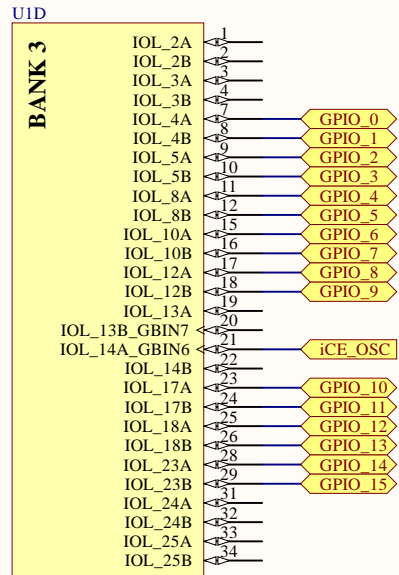 U1D
BANK 3
IOL_2A 1
IOL_2B 2
IOL_3A 3
IOL_3B 4
IOL_4A 7 GPIO_0
IOL_4B 8 GPIO_1
IOL_5A 9 GPIO_2
IOL_5B 10 GPIO_3
IOL_8A 11 GPIO_4
IOL_8B 12 GPIO_5
IOL_10A 15 GPIO_6
IOL_10B 16 GPIO_7
IOL_12A 17 GPIO_8
IOL_12B 18 GPIO_9
IOL_13A 19
IOL_13B_GBIN7 20
IOL_14A_GBIN6 21 iCE_OSC
IOL_14B 22
IOL_17A 23 GPIO_10
IOL_17B 24 GPIO_11
IOL_18A 25 GPIO_12
IOL_18B 26 GPIO_13
IOL_23A 28 GPIO_14
IOL_23B 29 GPIO_15
IOL_24A 31
IOL_24B 32
IOL_25A 33
IOL_25B 34